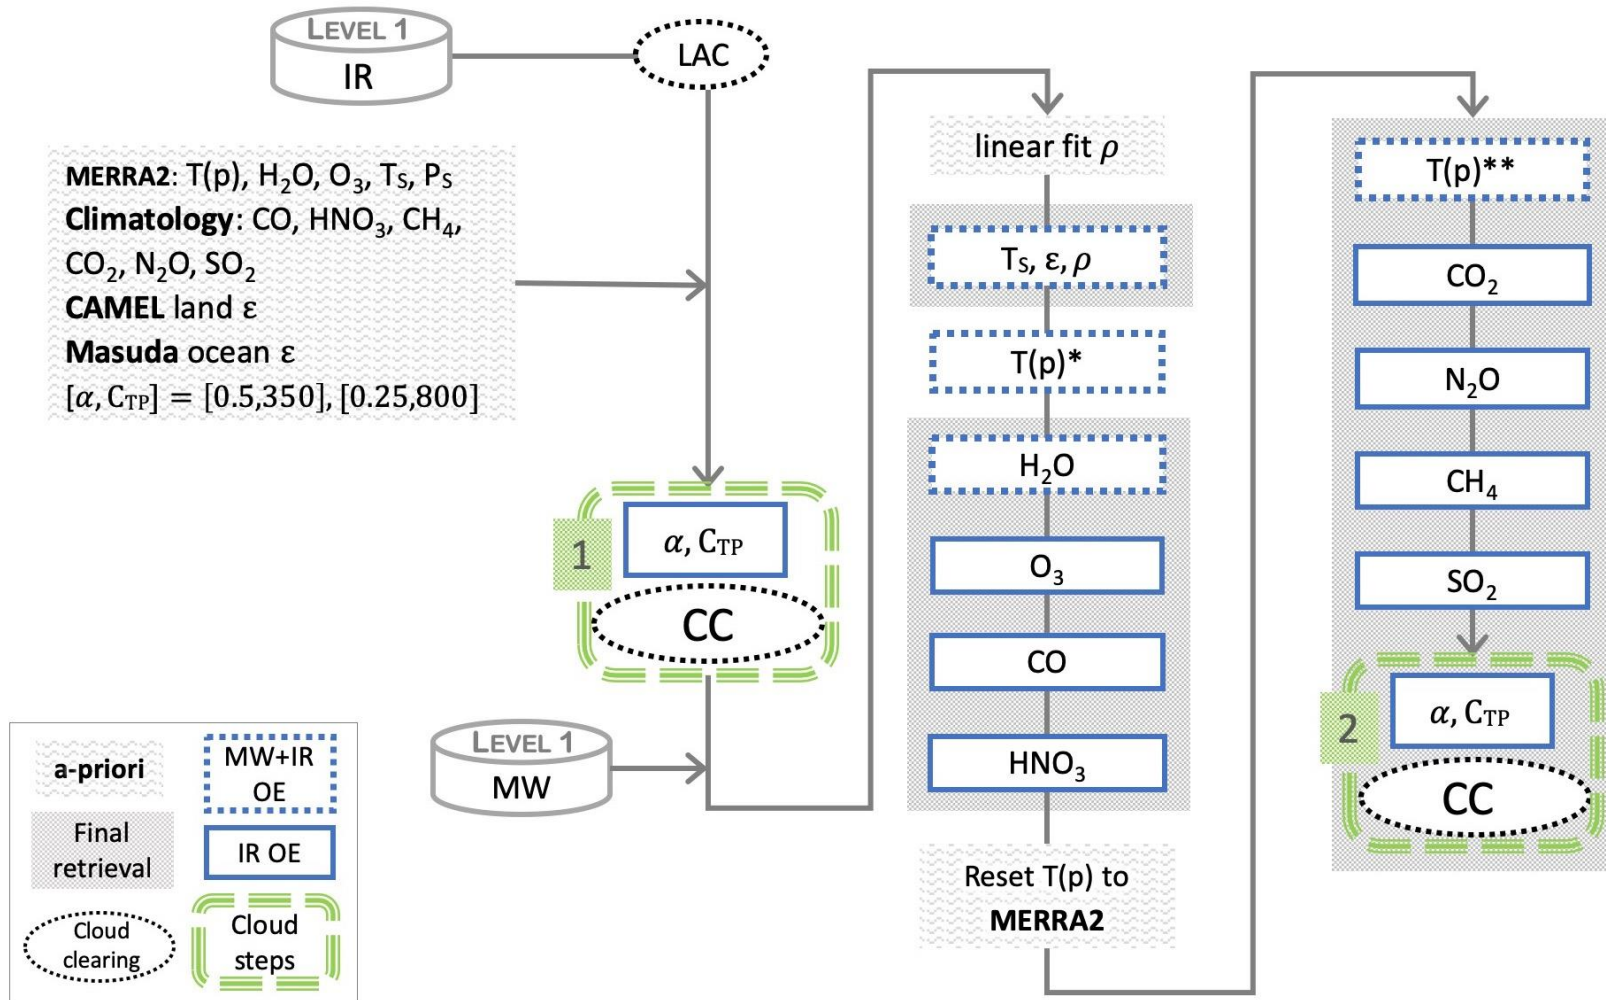 LEVEL 1
IR
LAC
MERRA2: T(p), H₂O, O₃, Tₛ, Pₛ
Climatology: CO, HNO₃, CH₄,
CO₂, N₂O, SO₂
CAMEL land ε
Masuda ocean ε
[α, C_TP] = [0.5,350], [0.25,800]
1
α, C_TP
CC
LEVEL 1
MW
linear fit ρ
Tₛ, ε, ρ
T(p)*
H₂O
O₃
CO
HNO₃
Reset T(p) to
MERRA2
T(p)**
CO₂
N₂O
CH₄
SO₂
2
α, C_TP
CC
a-priori
MW+IR
OE
Final
retrieval
IR OE
Cloud
clearing
Cloud
steps